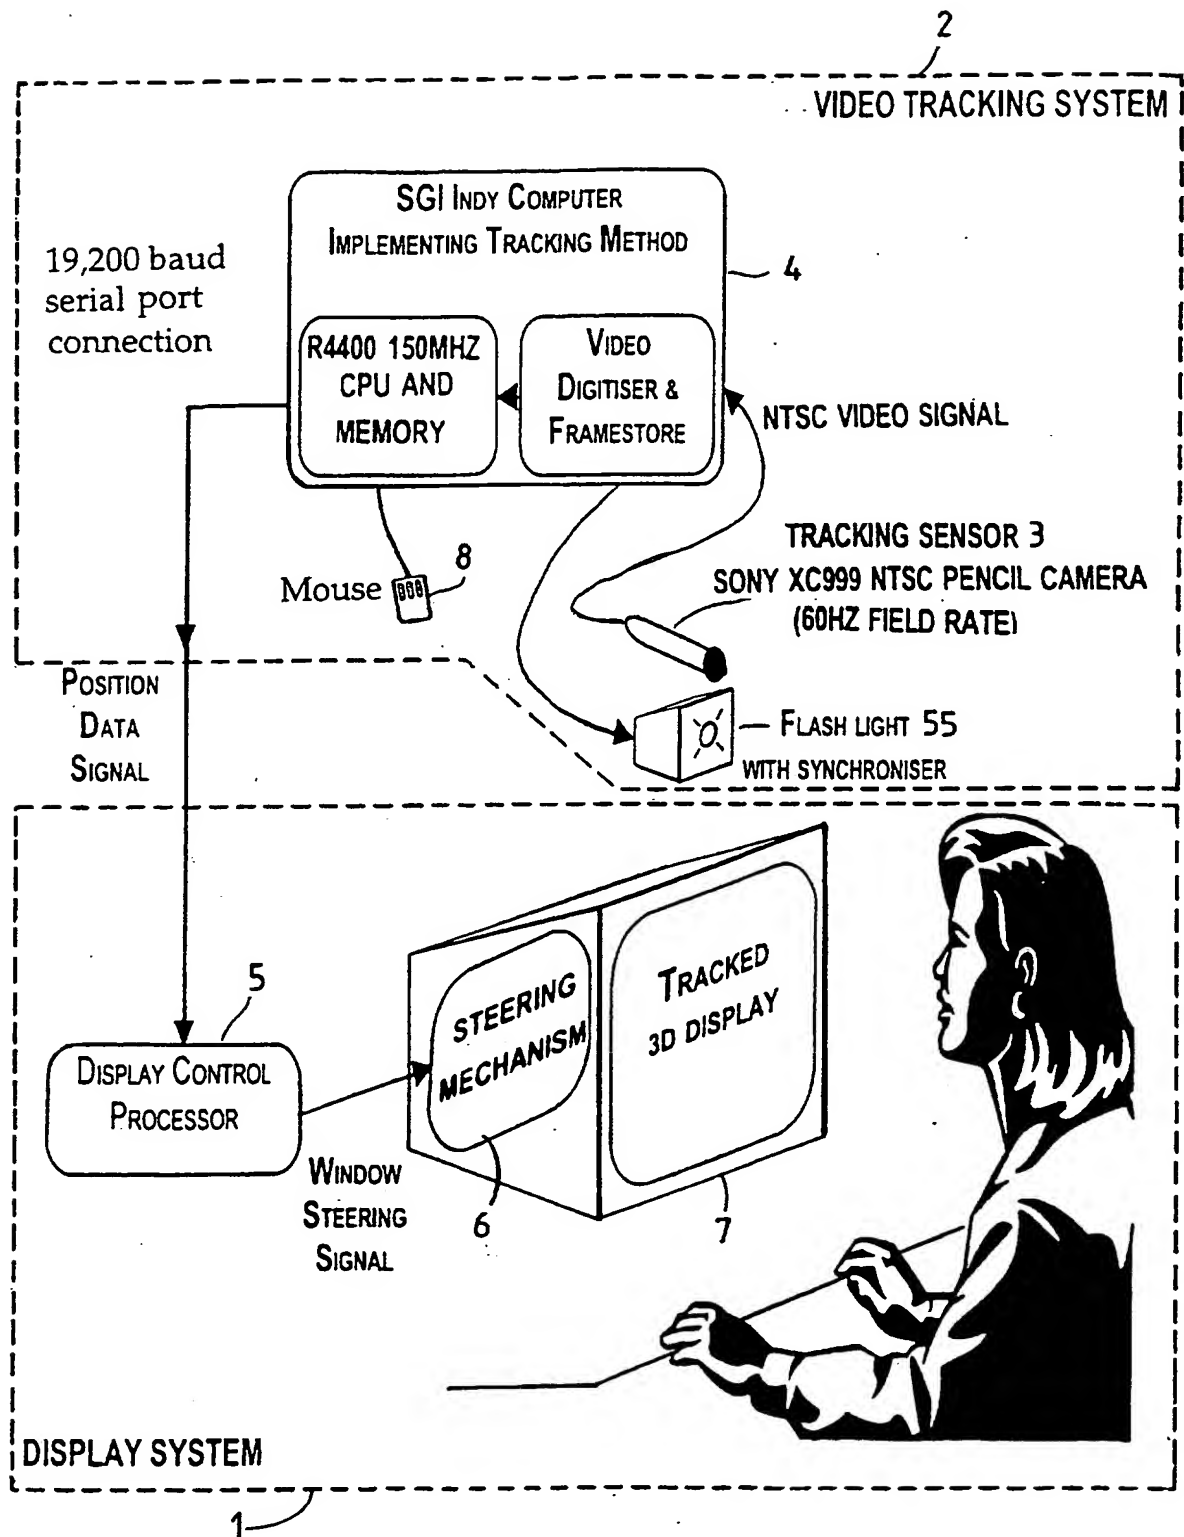 2
VIDEO TRACKING SYSTEM
SGI INDY COMPUTER
IMPLEMENTING TRACKING METHOD
4
19,200 baud
serial port
connection
R4400 150MHZ
CPU AND
MEMORY
VIDEO
DIGITISER &
FRAMESTORE
NTSC VIDEO SIGNAL
TRACKING SENSOR 3
SONY XC999 NTSC PENCIL CAMERA
(60HZ FIELD RATE)
Mouse
8
POSITION
DATA
SIGNAL
FLASH LIGHT 55
WITH SYNCHRONISER
5
DISPLAY CONTROL
PROCESSOR
STEERING
MECHANISM
TRACKED
3D DISPLAY
WINDOW
STEERING
SIGNAL
6
7
DISPLAY SYSTEM
1